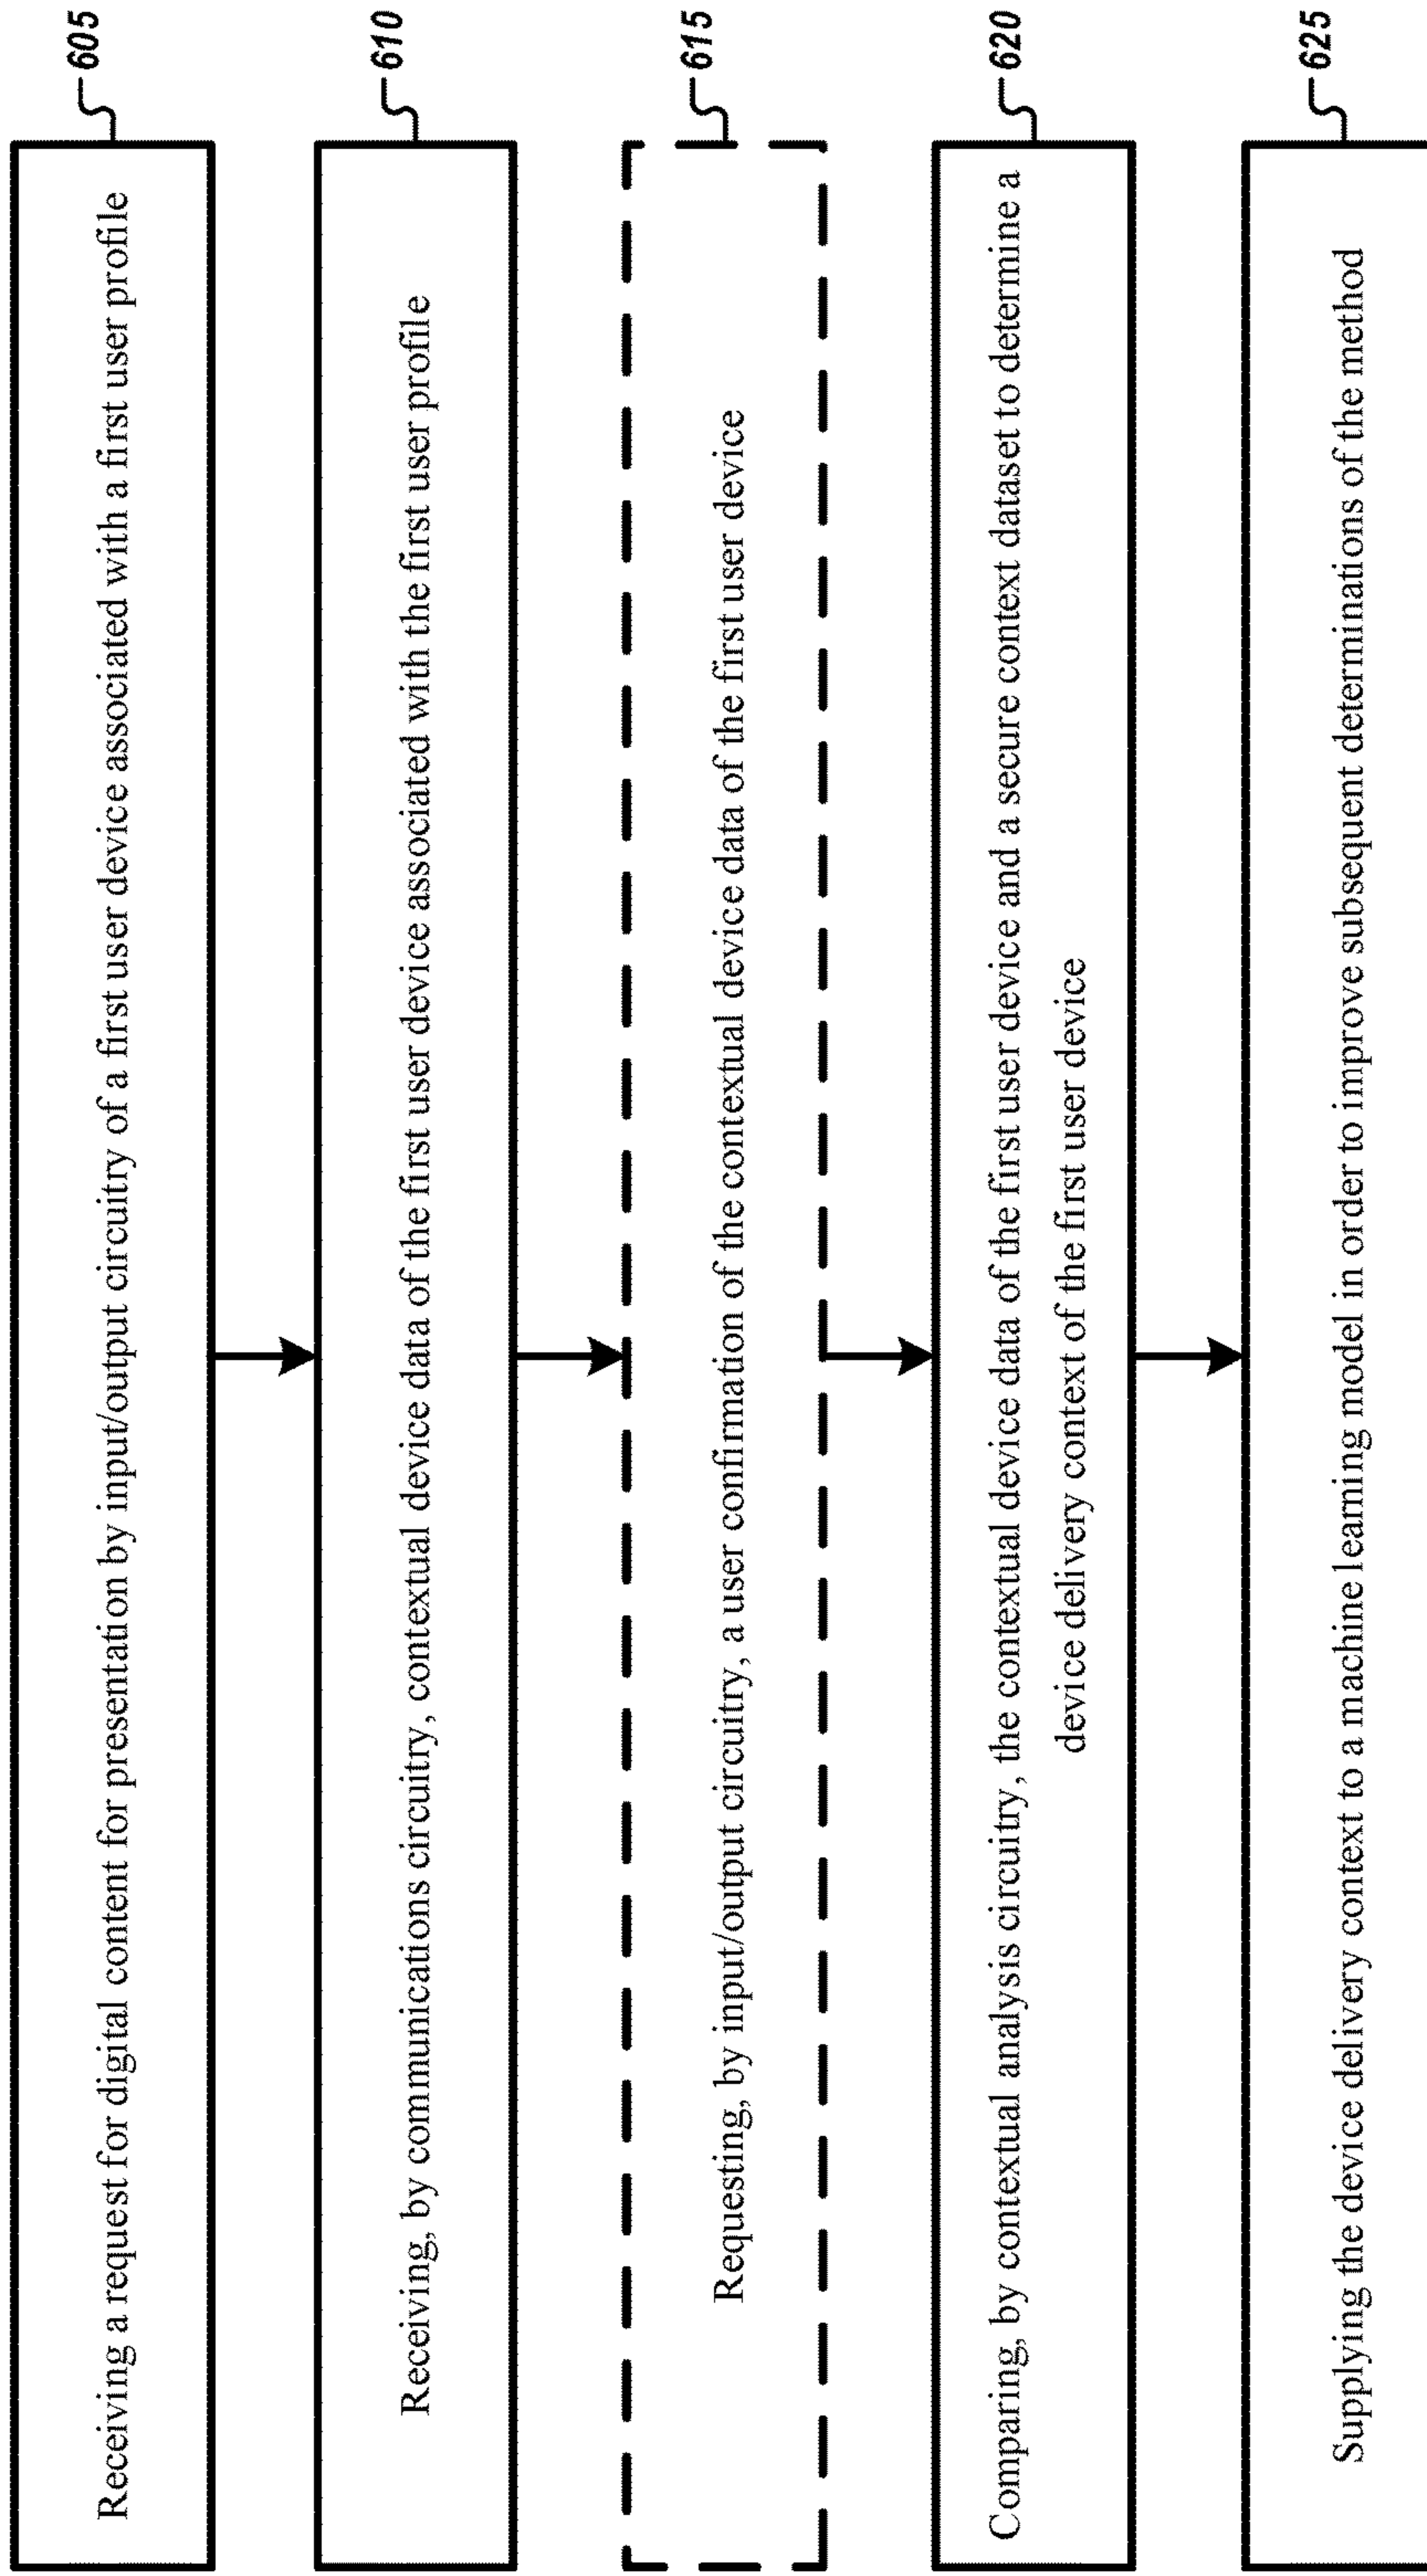 Receiving a request for digital content for presentation by input/output circuitry of a first user device associated with a first user profile
605
Receiving, by communications circuitry, contextual device data of the first user device associated with the first user profile
610
Requesting, by input/output circuitry, a user confirmation of the contextual device data of the first user device
615
Comparing, by contextual analysis circuitry, the contextual device data of the first user device and a secure context dataset to determine a
device delivery context of the first user device
620
Supplying the device delivery context to a machine learning model in order to improve subsequent determinations of the method
625